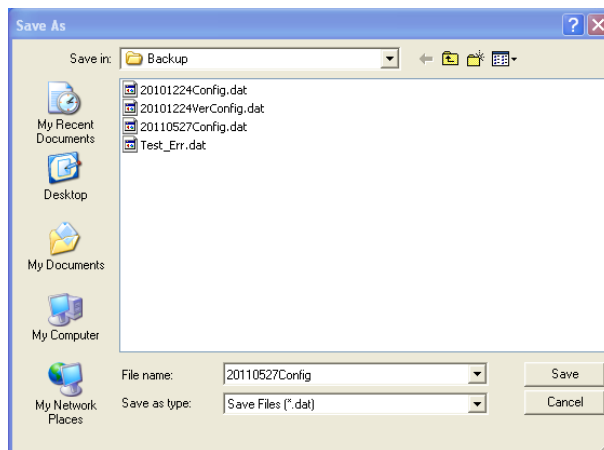 Save As
Save in:
Backup
20101224Config.dat
20101224VerConfig.dat
20110527Config.dat
Test_Err.dat
My Recent
Documents
Desktop
My Documents
My Computer
My Network
Places
File name:
20110527Config
Save
Save as type:
Save Files (*.dat)
Cancel